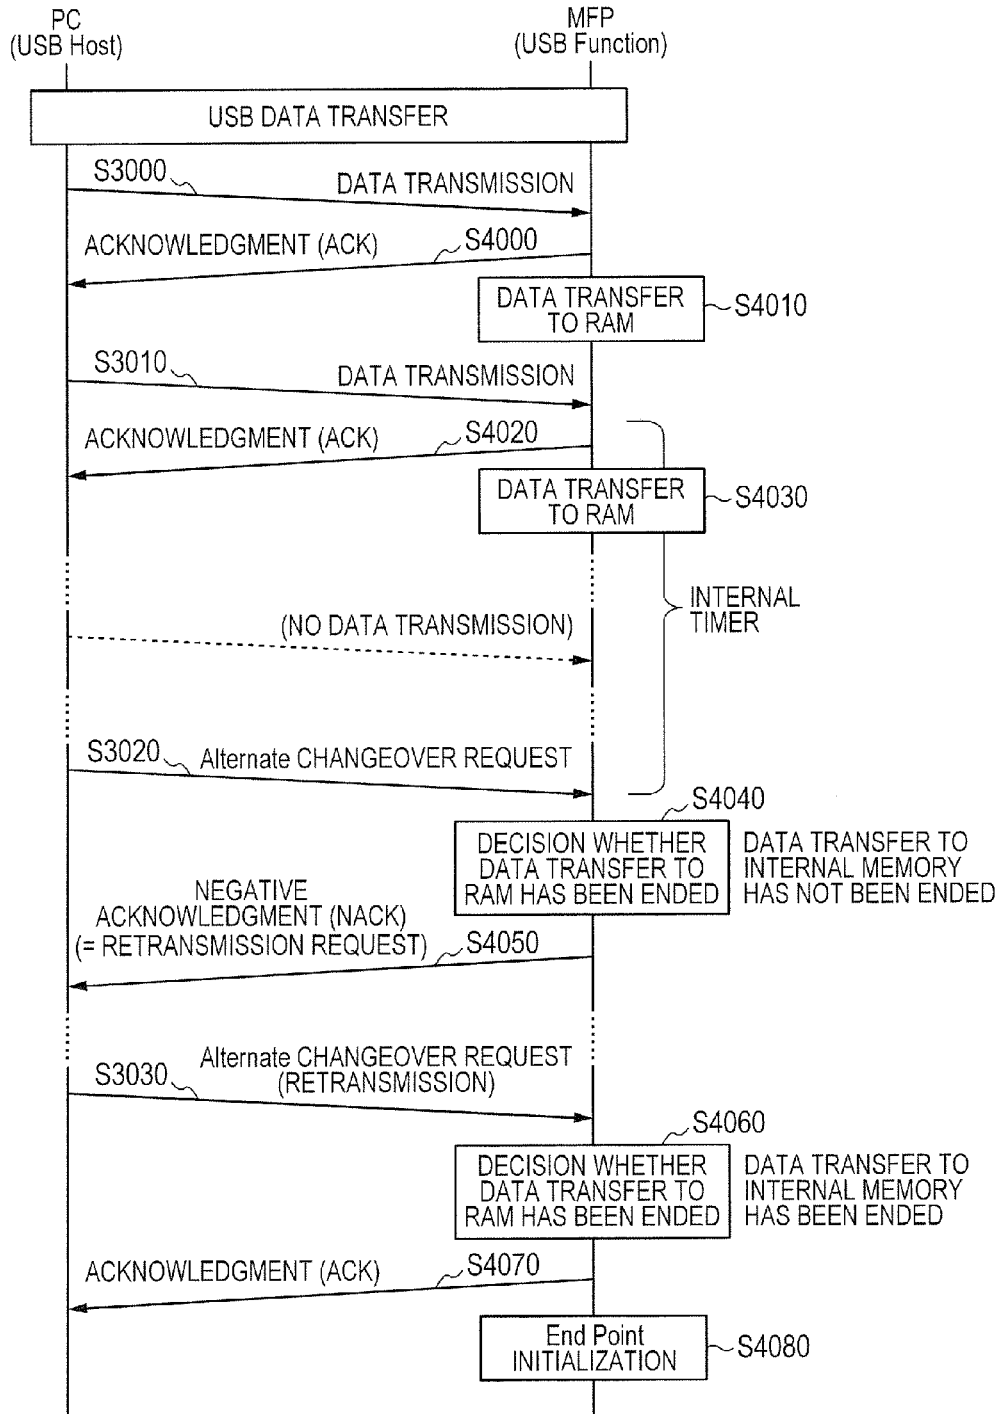 PC
(USB Host)
MFP
(USB Function)
USB DATA TRANSFER
S3000
DATA TRANSMISSION
ACKNOWLEDGMENT (ACK)
S4000
DATA TRANSFER
TO RAM
S4010
S3010
DATA TRANSMISSION
ACKNOWLEDGMENT (ACK)
S4020
DATA TRANSFER
TO RAM
S4030
INTERNAL
TIMER
(NO DATA TRANSMISSION)
S3020
Alternate CHANGEOVER REQUEST
S4040
DECISION WHETHER
DATA TRANSFER TO
RAM HAS BEEN ENDED
DATA TRANSFER TO
INTERNAL MEMORY
HAS NOT BEEN ENDED
NEGATIVE
ACKNOWLEDGMENT (NACK)
(= RETRANSMISSION REQUEST)
S4050
Alternate CHANGEOVER REQUEST
(RETRANSMISSION)
S3030
S4060
DECISION WHETHER
DATA TRANSFER TO
RAM HAS BEEN ENDED
DATA TRANSFER TO
INTERNAL MEMORY
HAS BEEN ENDED
ACKNOWLEDGMENT (ACK)
S4070
End Point
INITIALIZATION
S4080